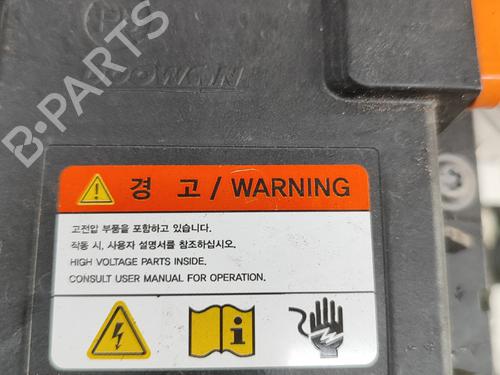 B-PARTS
DOOWON
경 고 / WARNING
고전압 부품을 포함하고 있습니다.
작동 시, 사용자 설명서를 참조하십시오.
HIGH VOLTAGE PARTS INSIDE.
CONSULT USER MANUAL FOR OPERATION.